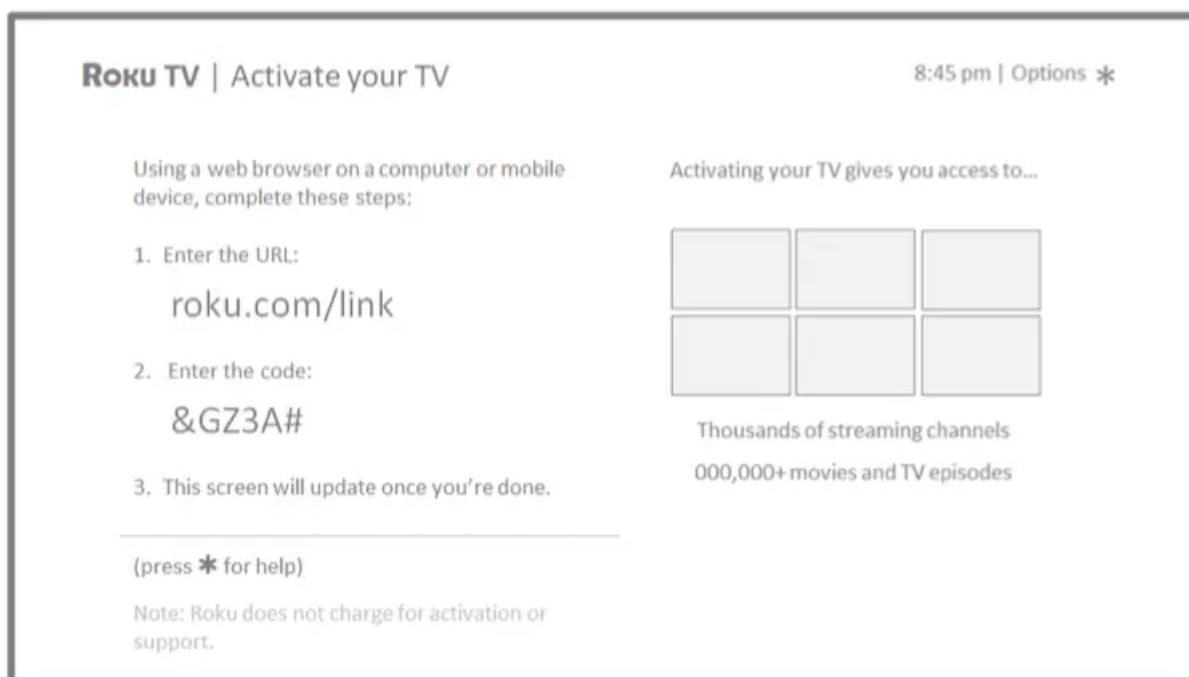 ROKU TV | Activate your TV
8:45 pm | Options *
Using a web browser on a computer or mobile
device, complete these steps:
1. Enter the URL:
roku.com/link
2. Enter the code:
&GZ3A#
3. This screen will update once you're done.
(press * for help)
Note: Roku does not charge for activation or
support.
Activating your TV gives you access to...
Thousands of streaming channels
000,000+ movies and TV episodes